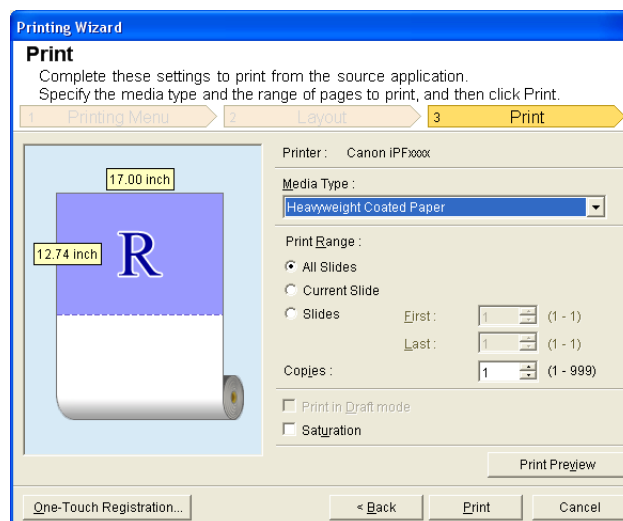 Printing Wizard
Print
Complete these settings to print from the source application.
Specify the media type and the range of pages to print, and then click Print.
1 Printing Menu 2 Layout 3 Print
Printer : Canon iPFxxxx
17.00 inch
Media Type :
Heavyweight Coated Paper
12.74 inch
R
Print Range :
All Slides
Current Slide
Slides First : 1 (1 - 1)
Last : 1 (1 - 1)
Copies : 1 (1 - 999)
Print in Draft mode
Saturation
Print Preview
One-Touch Registration... < Back Print Cancel